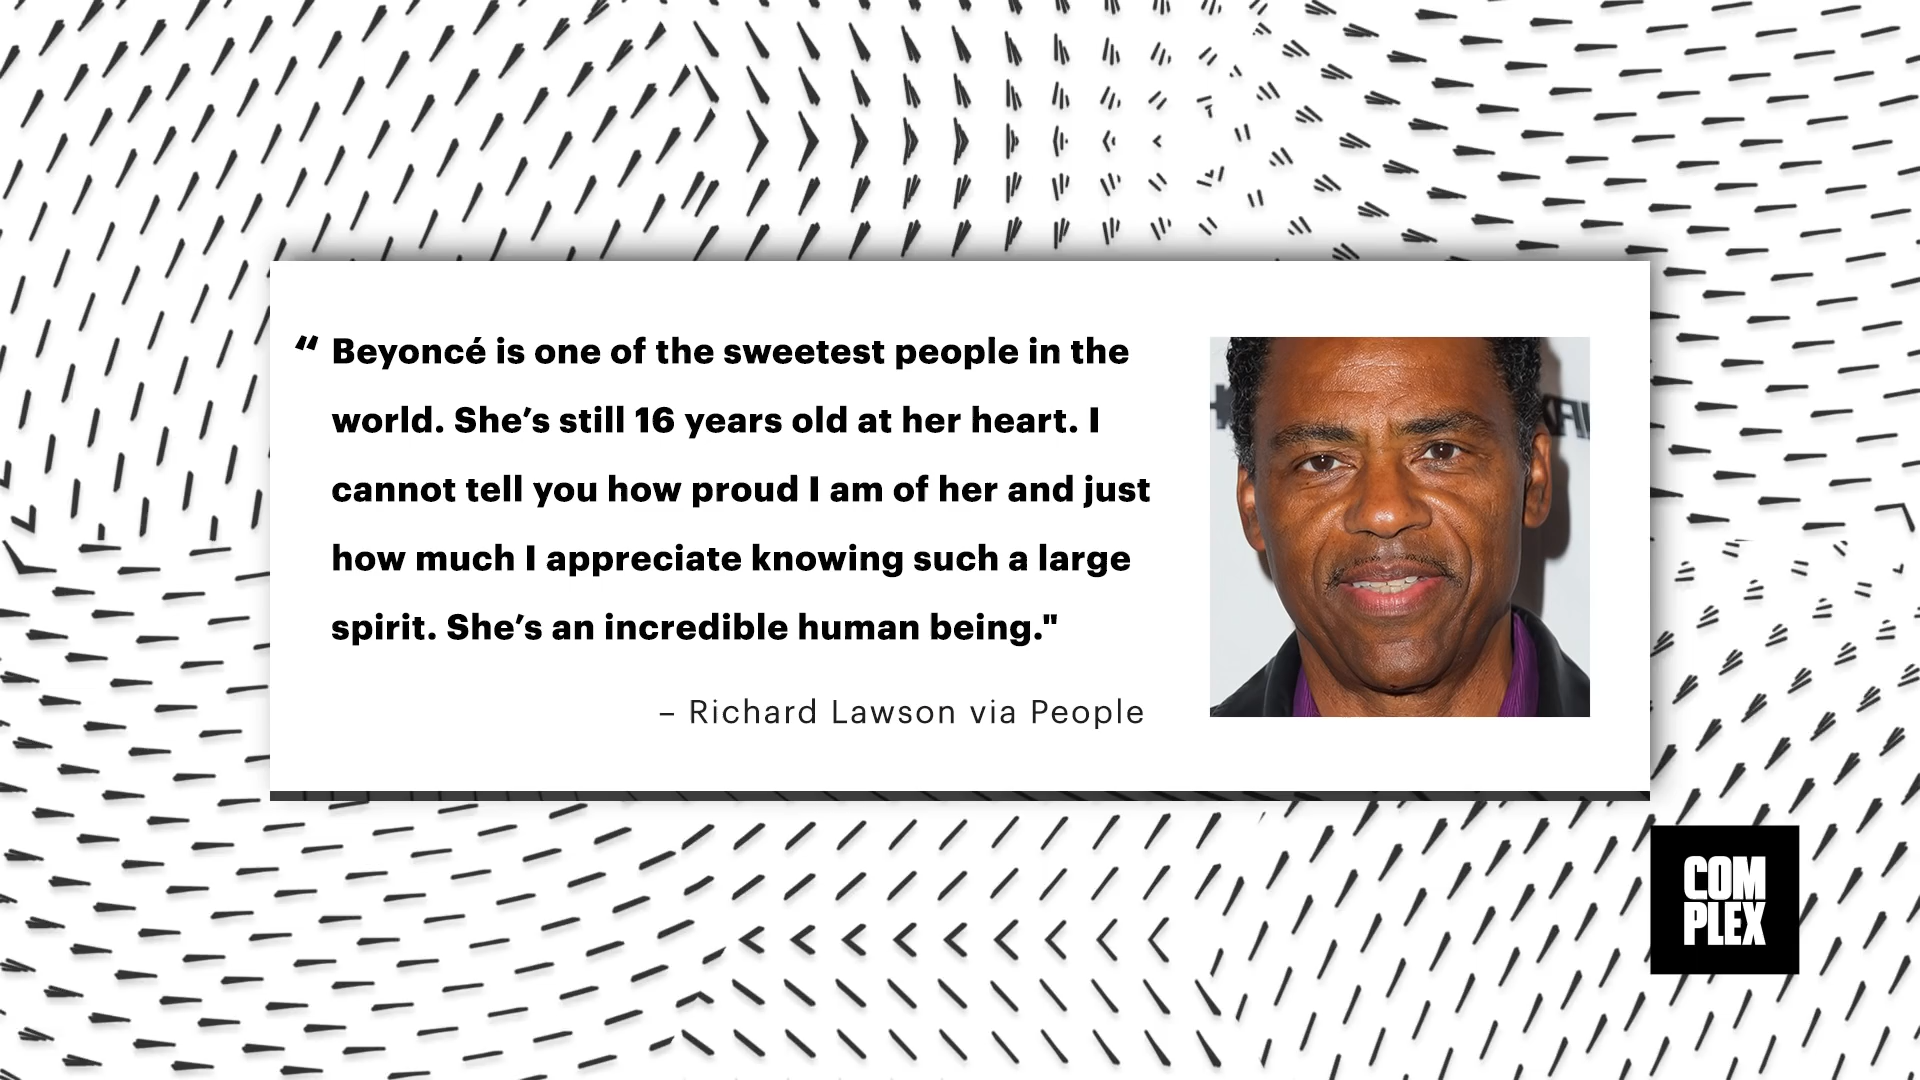 “ Beyoncé is one of the sweetest people in the
world. She’s still 16 years old at her heart. I
cannot tell you how proud I am of her and just
how much I appreciate knowing such a large
spirit. She’s an incredible human being."
– Richard Lawson via People
COM
PLEX